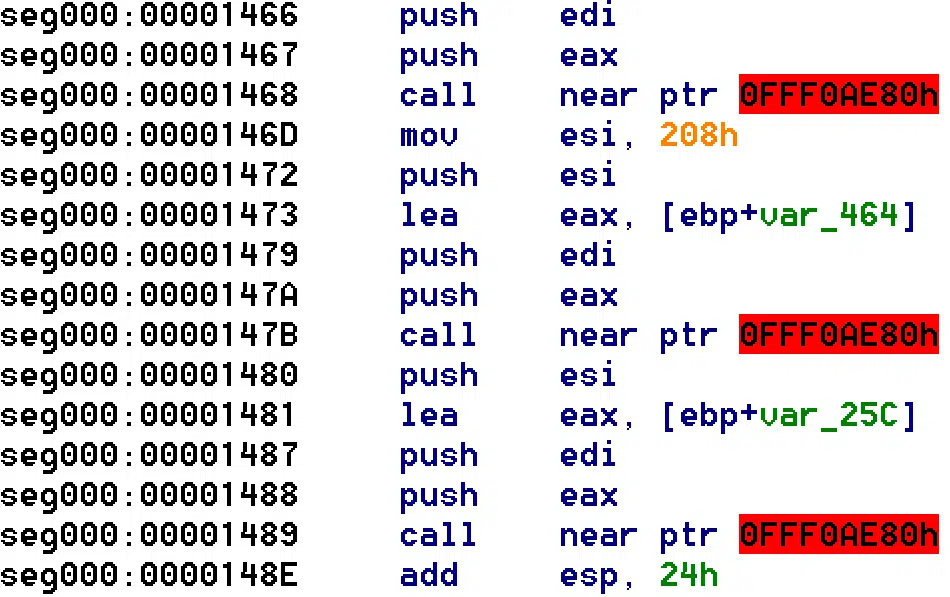 seg000:00001466 push edi
seg000:00001467 push eax
seg000:00001468 call near ptr 0FFF0AE80h
seg000:0000146D mov esi, 208h
seg000:00001472 push esi
seg000:00001473 lea eax, [ebp+var_464]
seg000:00001479 push edi
seg000:0000147A push eax
seg000:0000147B call near ptr 0FFF0AE80h
seg000:00001480 push esi
seg000:00001481 lea eax, [ebp+var_25C]
seg000:00001487 push edi
seg000:00001488 push eax
seg000:00001489 call near ptr 0FFF0AE80h
seg000:0000148E add esp, 24h